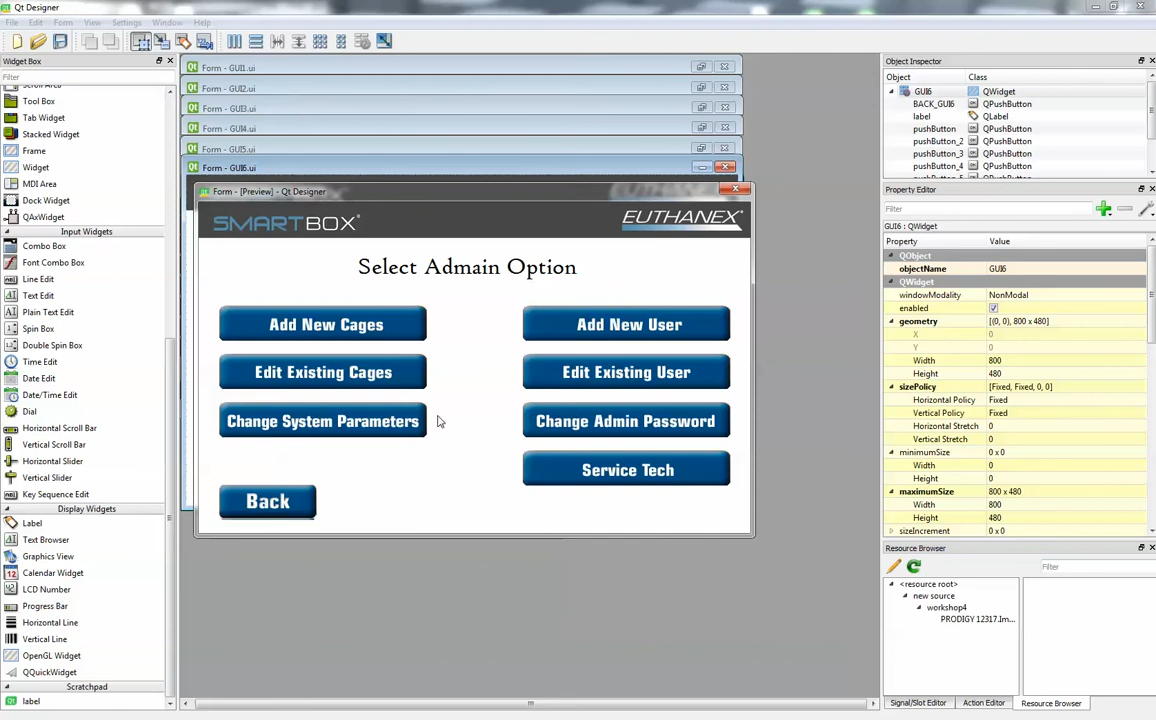 Qt Designer
File Edit Form View Settings Window Help
Widget Box
Filter
Scroll Area
Tool Box
Tab Widget
Stacked Widget
Frame
Widget
MDI Area
Dock Widget
QAxWidget
Input Widgets
Combo Box
Font Combo Box
Line Edit
Text Edit
Plain Text Edit
Spin Box
Double Spin Box
Time Edit
Date Edit
Date/Time Edit
Dial
Horizontal Scroll Bar
Vertical Scroll Bar
Horizontal Slider
Vertical Slider
Key Sequence Edit
Display Widgets
Label
Text Browser
Graphics View
Calendar Widget
LCD Number
Progress Bar
Horizontal Line
Vertical Line
OpenGL Widget
QQuickWidget
Scratchpad
label
Form - GUI1.ui
Form - GUI2.ui
Form - GUI3.ui
Form - GUI4.ui
Form - GUI5.ui
Form - GUI6.ui
Form - [Preview] - Qt Designer
SMARTBOX® EUTHANEX®
Select Admain Option
Add New Cages Add New User
Edit Existing Cages Edit Existing User
Change System Parameters Change Admin Password
Service Tech
Back
Object Inspector
Object Class
GUI6 QWidget
BACK_GUI6 QPushButton
label QLabel
pushButton QPushButton
pushButton_2 QPushButton
pushButton_3 QPushButton
pushButton_4 QPushButton
Property Editor
Filter
GUI6 : QWidget
Property Value
QObject
objectName GUI6
QWidget
windowModality NonModal
enabled
geometry [(0, 0), 800 x 480]
X 0
Y 0
Width 800
Height 480
sizePolicy [Fixed, Fixed, 0, 0]
Horizontal Policy Fixed
Vertical Policy Fixed
Horizontal Stretch 0
Vertical Stretch 0
minimumSize 0 x 0
Width 0
Height 0
maximumSize 800 x 480
Width 800
Height 480
sizeIncrement 0 x 0
Resource Browser
Filter
<resource root>
new source
workshop4
PRODIGY 12317.Im...
Signal/Slot Editor Action Editor Resource Browser